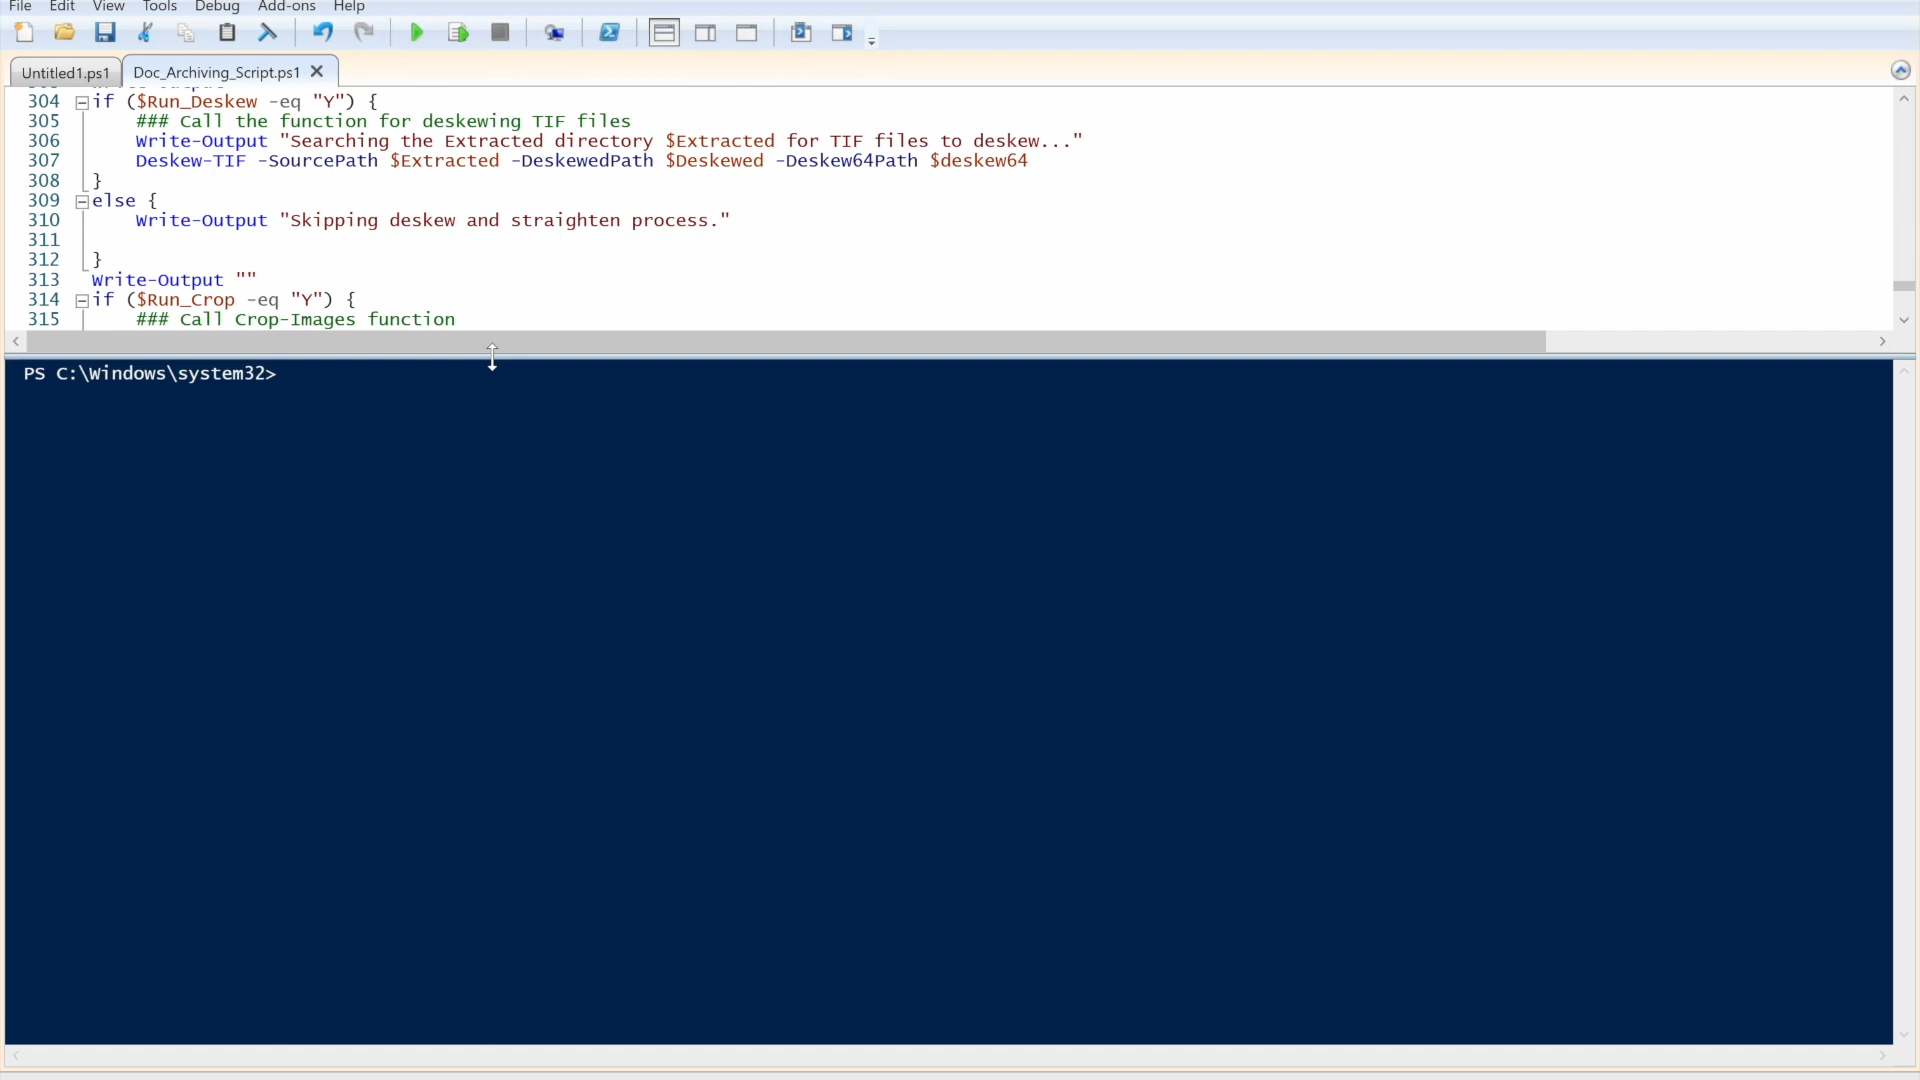 File Edit View Tools Debug Add-ons Help
Untitled1.ps1 Doc_Archiving_Script.ps1
304 if ($Run_Deskew -eq "Y") {
305 ### Call the function for deskewing TIF files
306 Write-Output "Searching the Extracted directory $Extracted for TIF files to deskew..."
307 Deskew-TIF -SourcePath $Extracted -DeskewedPath $Deskewed -Deskew64Path $deskew64
308 }
309 else {
310 Write-Output "Skipping deskew and straighten process."
311
312 }
313 Write-Output ""
314 if ($Run_Crop -eq "Y") {
315 ### Call Crop-Images function
PS C:\Windows\system32>